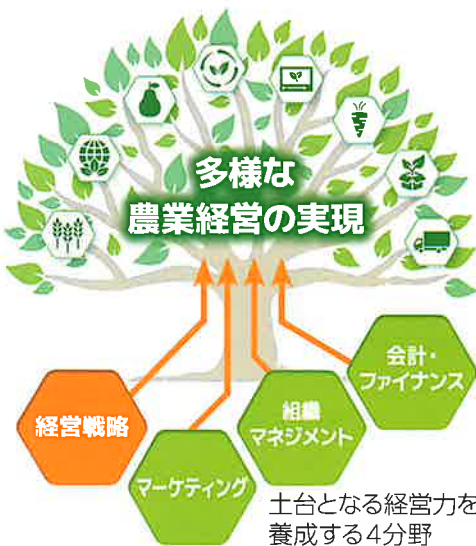 多様な
農業経営の実現
会計・
ファイナンス
組織
マネジメント
経営戦略
マーケティング
土台となる経営力を
養成する4分野